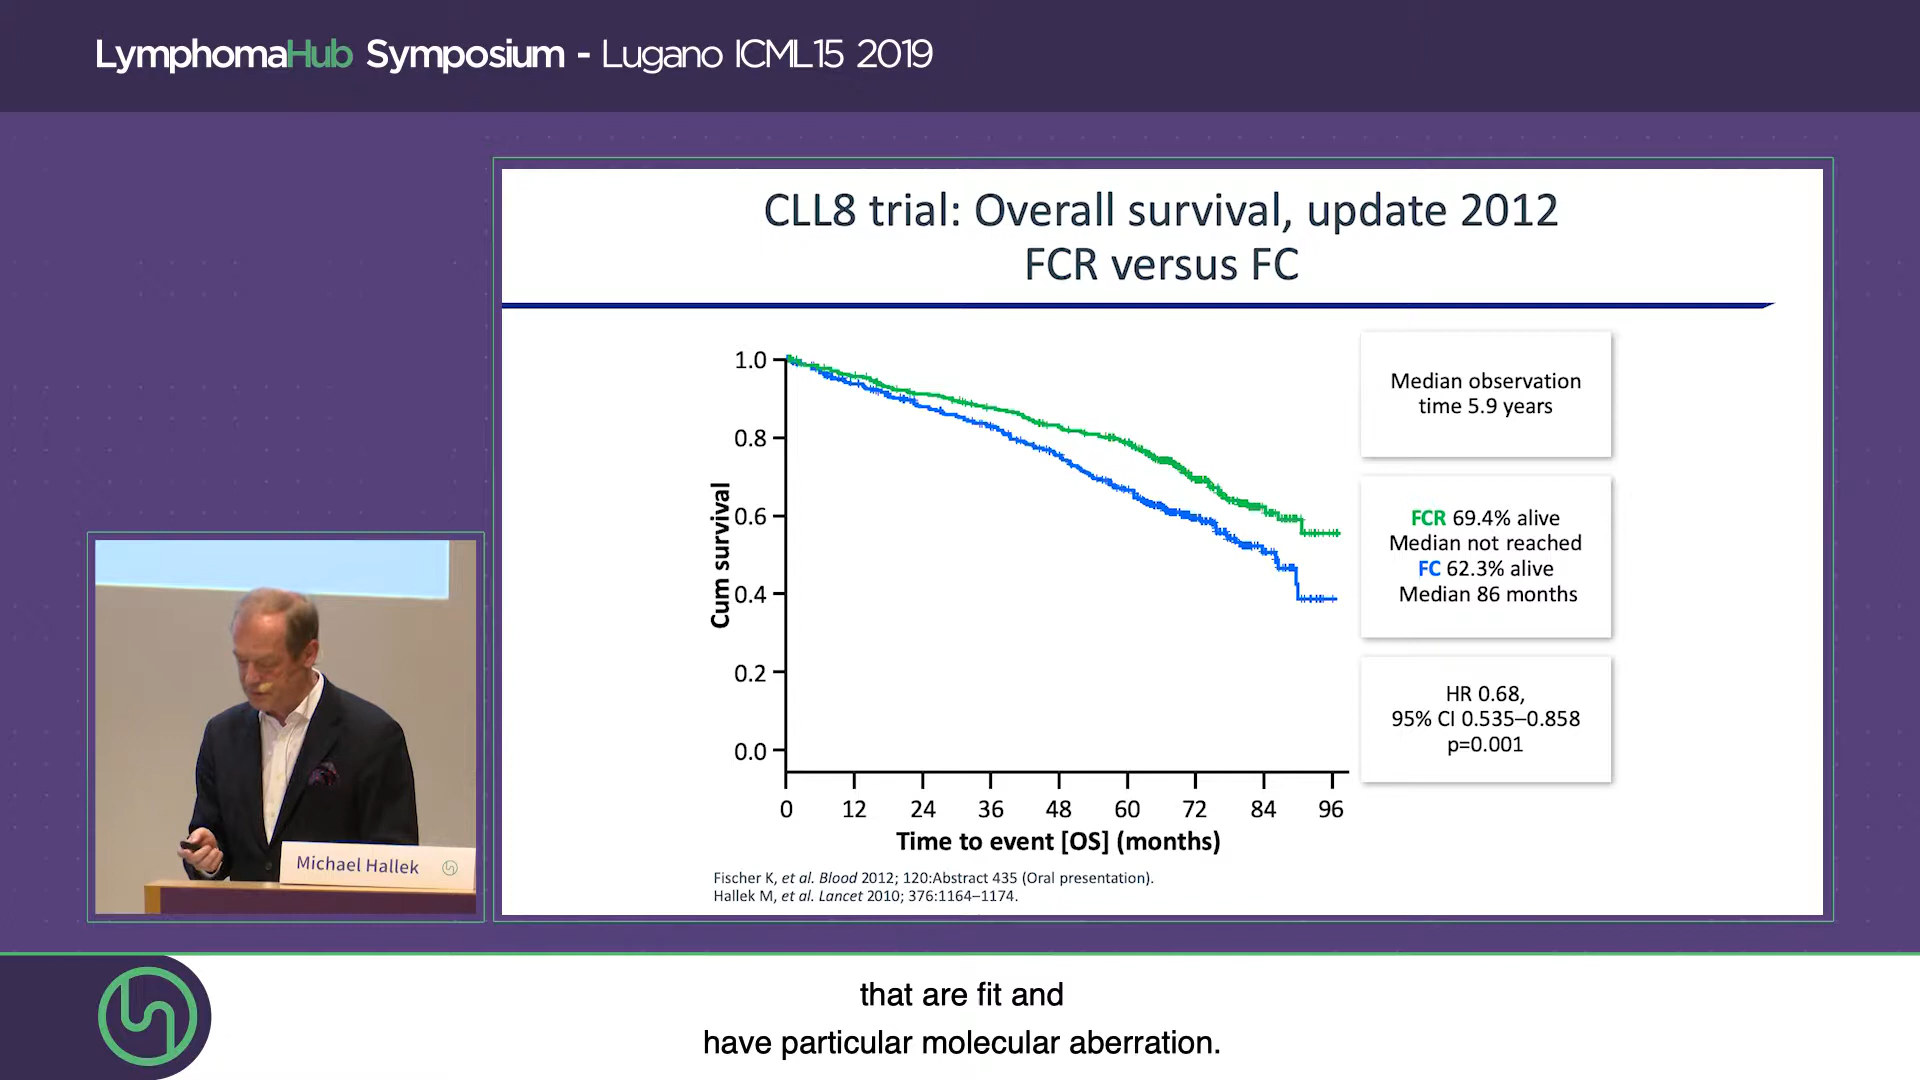 LymphomaHub Symposium - Lugano ICML15 2019
CLL8 trial: Overall survival, update 2012
FCR versus FC
1.0
0.8
0.6
0.4
0.2
0.0
Cum survival
0 12 24 36 48 60 72 84 96
Time to event [OS] (months)
Median observation
time 5.9 years
FCR 69.4% alive
Median not reached
FC 62.3% alive
Median 86 months
HR 0.68,
95% CI 0.535–0.858
p=0.001
Fischer K, et al. Blood 2012; 120:Abstract 435 (Oral presentation).
Hallek M, et al. Lancet 2010; 376:1164–1174.
Michael Hallek
that are fit and
have particular molecular aberration.